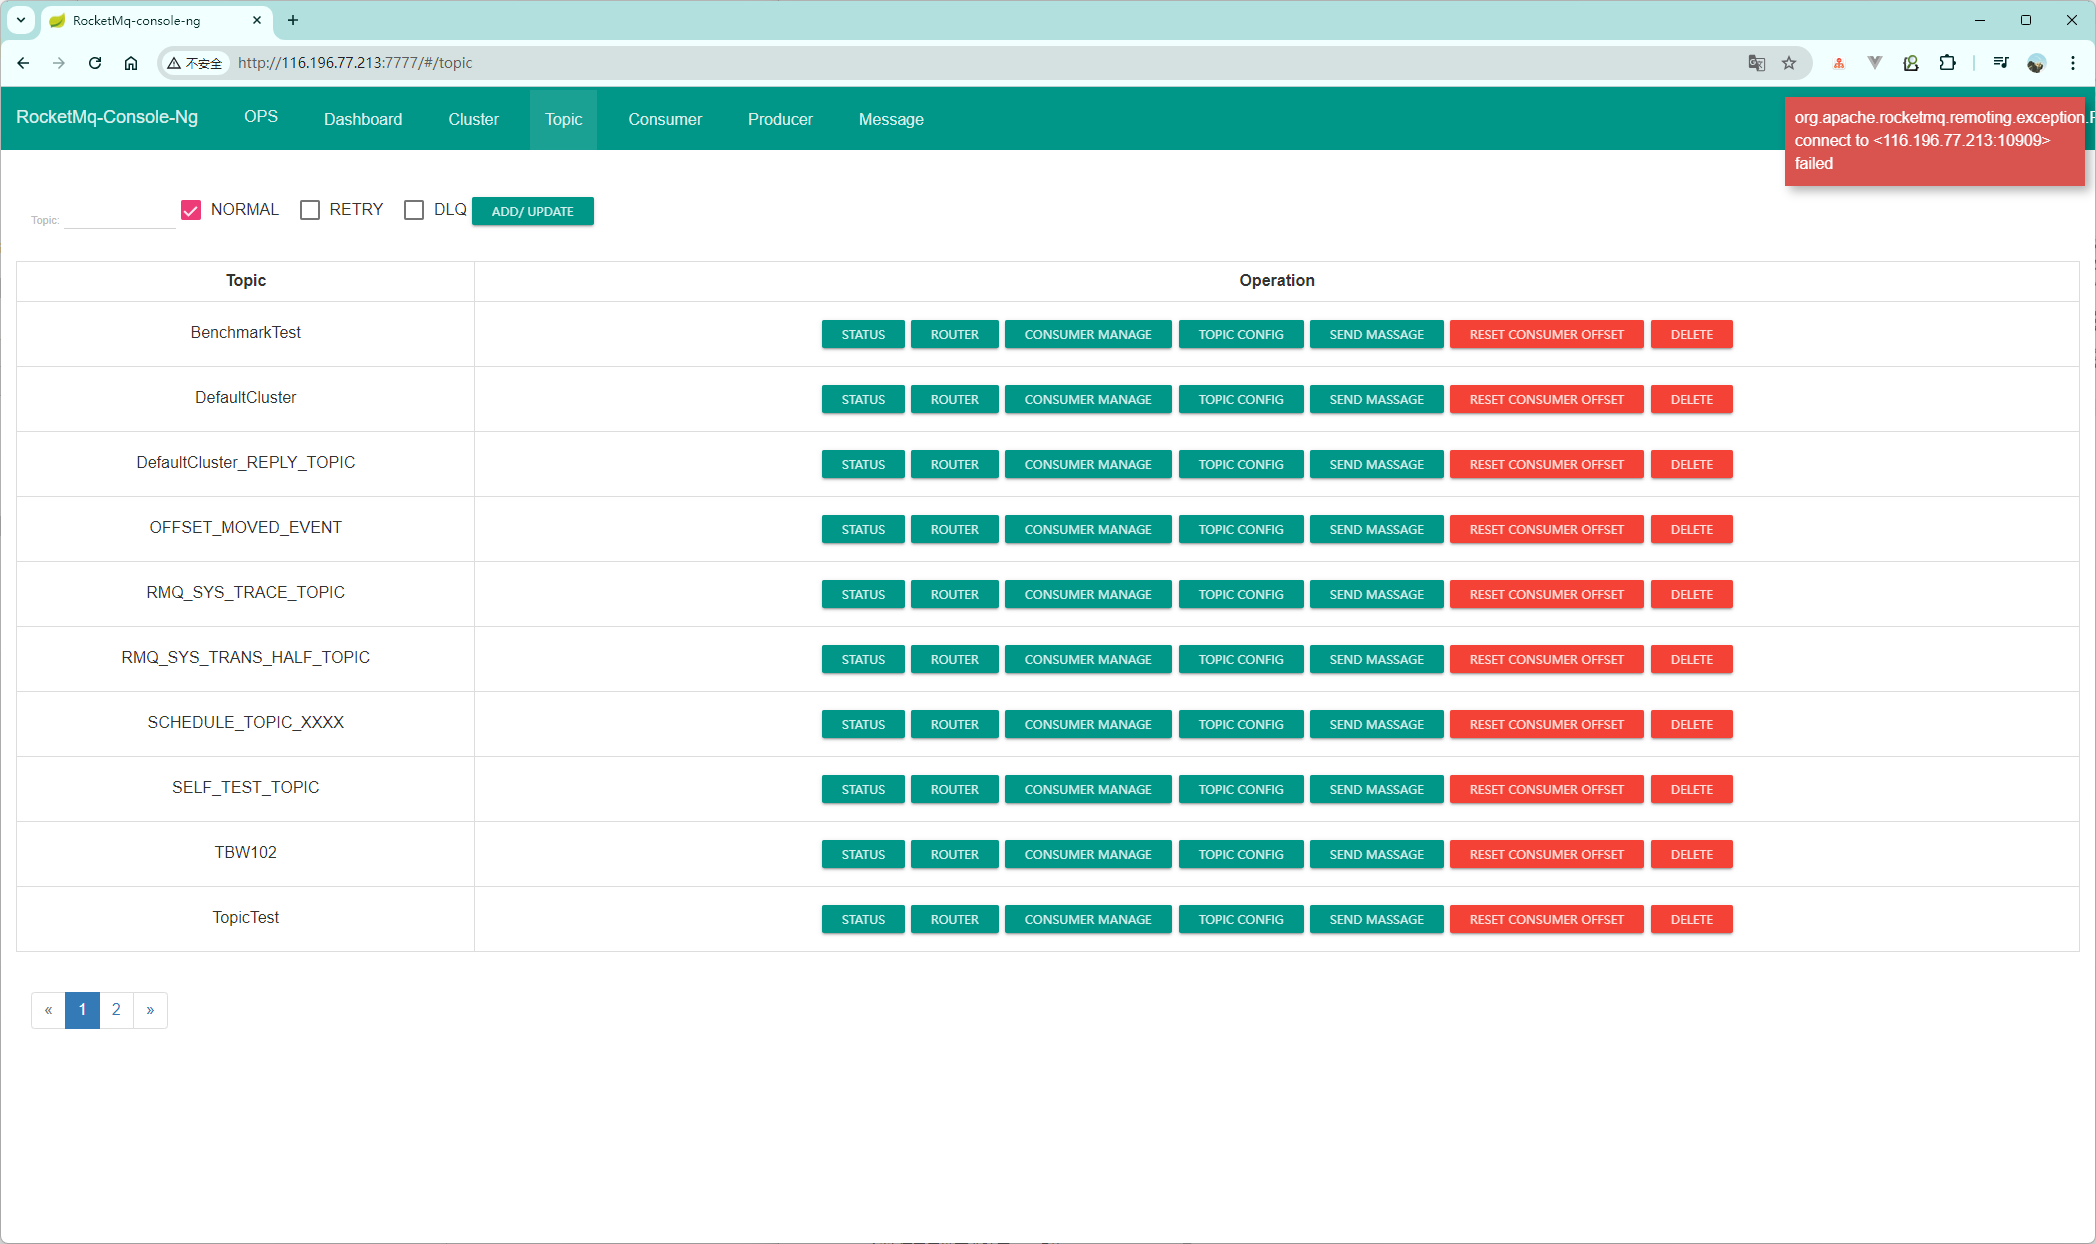 RocketMq-console-ng
不安全 http://116.196.77.213:7777/#/topic
RocketMq-Console-Ng OPS Dashboard Cluster Topic Consumer Producer Message
org.apache.rocketmq.remoting.exception.
connect to <116.196.77.213:10909>
failed
Topic: NORMAL RETRY DLQ ADD/ UPDATE
Topic Operation
BenchmarkTest STATUS ROUTER CONSUMER MANAGE TOPIC CONFIG SEND MASSAGE RESET CONSUMER OFFSET DELETE
DefaultCluster STATUS ROUTER CONSUMER MANAGE TOPIC CONFIG SEND MASSAGE RESET CONSUMER OFFSET DELETE
DefaultCluster_REPLY_TOPIC STATUS ROUTER CONSUMER MANAGE TOPIC CONFIG SEND MASSAGE RESET CONSUMER OFFSET DELETE
OFFSET_MOVED_EVENT STATUS ROUTER CONSUMER MANAGE TOPIC CONFIG SEND MASSAGE RESET CONSUMER OFFSET DELETE
RMQ_SYS_TRACE_TOPIC STATUS ROUTER CONSUMER MANAGE TOPIC CONFIG SEND MASSAGE RESET CONSUMER OFFSET DELETE
RMQ_SYS_TRANS_HALF_TOPIC STATUS ROUTER CONSUMER MANAGE TOPIC CONFIG SEND MASSAGE RESET CONSUMER OFFSET DELETE
SCHEDULE_TOPIC_XXXX STATUS ROUTER CONSUMER MANAGE TOPIC CONFIG SEND MASSAGE RESET CONSUMER OFFSET DELETE
SELF_TEST_TOPIC STATUS ROUTER CONSUMER MANAGE TOPIC CONFIG SEND MASSAGE RESET CONSUMER OFFSET DELETE
TBW102 STATUS ROUTER CONSUMER MANAGE TOPIC CONFIG SEND MASSAGE RESET CONSUMER OFFSET DELETE
TopicTest STATUS ROUTER CONSUMER MANAGE TOPIC CONFIG SEND MASSAGE RESET CONSUMER OFFSET DELETE
« 1 2 »